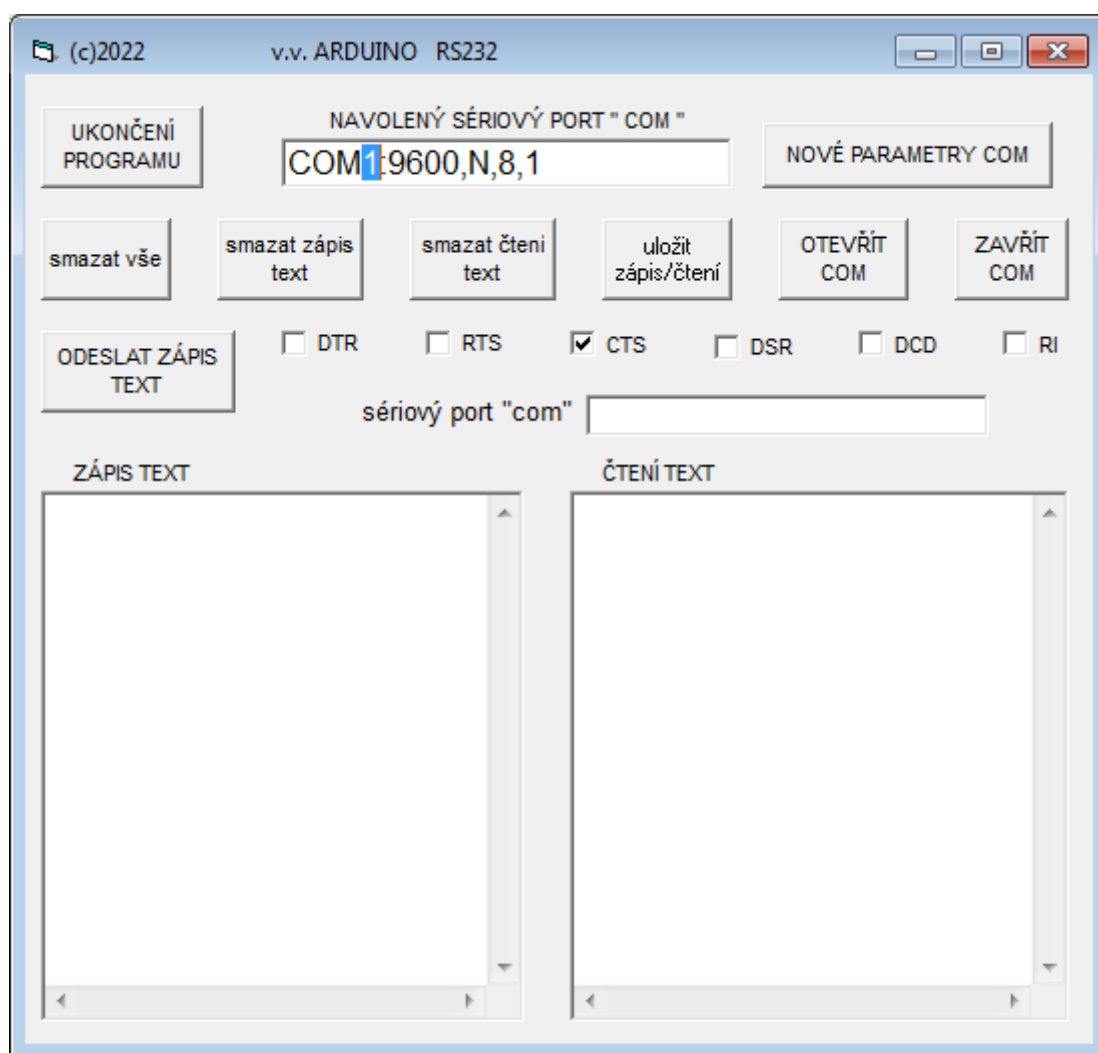 (c)2022 v.v. ARDUINO RS232
UKONČENÍ
PROGRAMU
NAVOLENÝ SÉRIOVÝ PORT " COM "
COM1:9600,N,8,1
NOVÉ PARAMETRY COM
smazat vše
smazat zápis
text
smazat čteni
text
uložit
zápis/čtení
OTEVŘÍT
COM
ZAVŘÍT
COM
ODESLAT ZÁPIS
TEXT
DTR RTS CTS DSR DCD RI
sériový port "com"
ZÁPIS TEXT
ČTENÍ TEXT